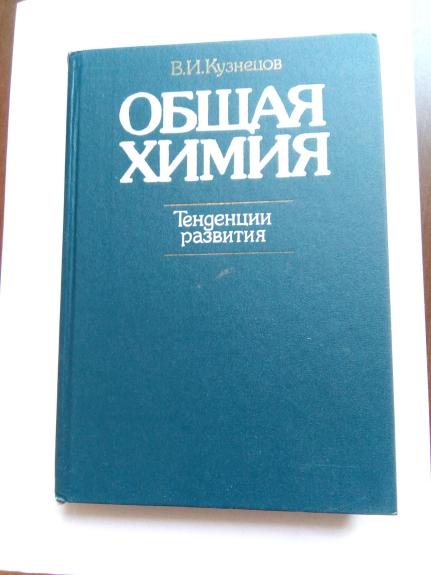 В.И.Кузнецов
ОБЩАЯ
ХИМИЯ
Тенденции
развития